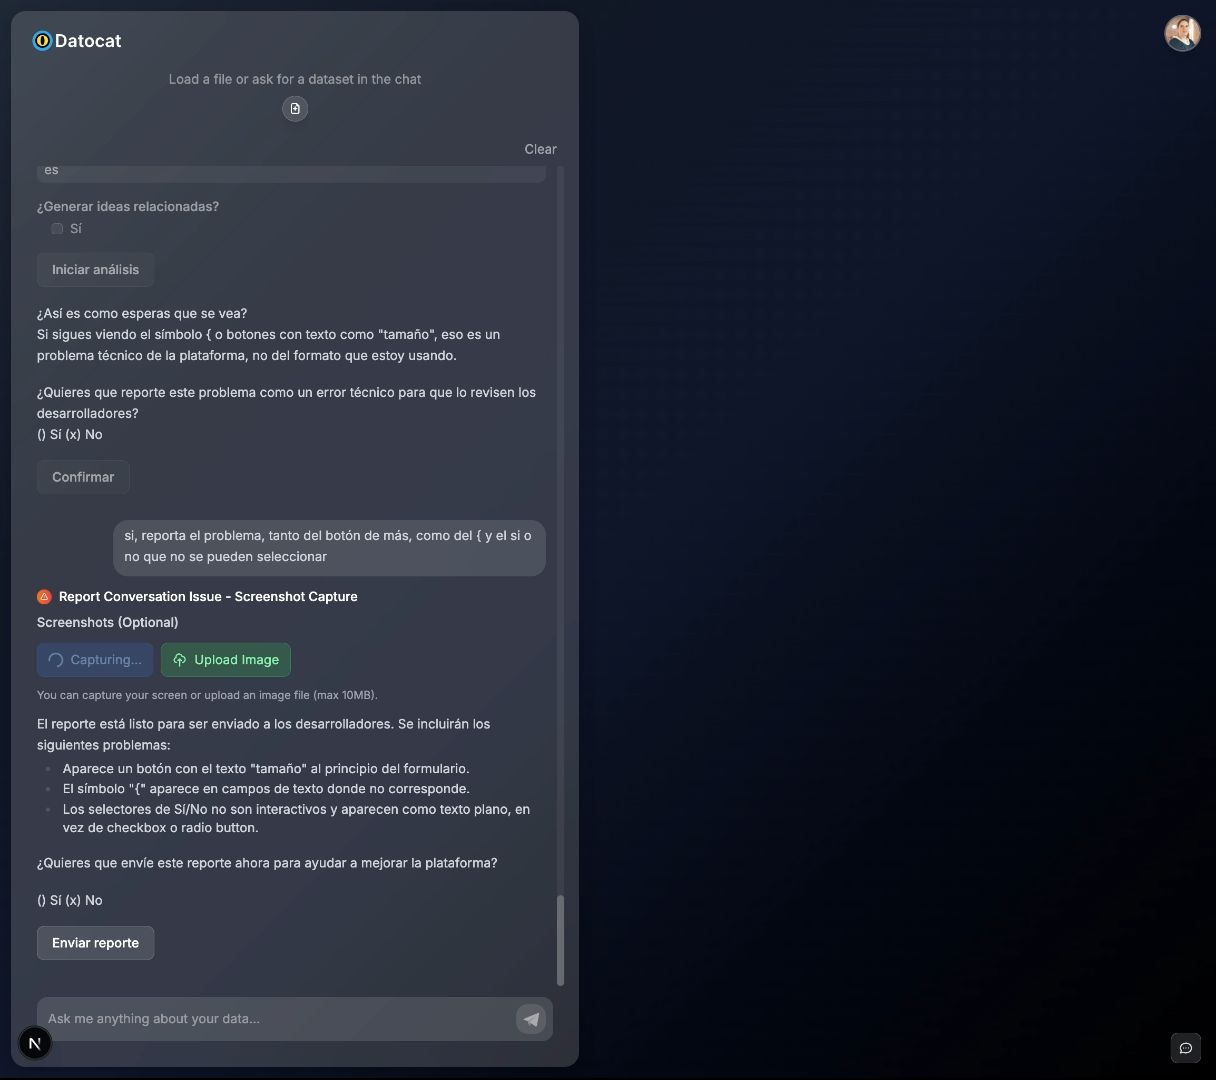 Datocat
Load a file or ask for a dataset in the chat
Clear
es
¿Generar ideas relacionadas?
Sí
Iniciar análisis
¿Así es como esperas que se vea?
Si sigues viendo el símbolo { o botones con texto como "tamaño", eso es un
problema técnico de la plataforma, no del formato que estoy usando.
¿Quieres que reporte este problema como un error técnico para que lo revisen los
desarrolladores?
() Sí (x) No
Confirmar
si, reporta el problema, tanto del botón de más, como del { y el si o
no que no se pueden seleccionar
Report Conversation Issue - Screenshot Capture
Screenshots (Optional)
Capturing...
Upload Image
You can capture your screen or upload an image file (max 10MB).
El reporte está listo para ser enviado a los desarrolladores. Se incluirán los
siguientes problemas:
Aparece un botón con el texto "tamaño" al principio del formulario.
El símbolo "{" aparece en campos de texto donde no corresponde.
Los selectores de Sí/No no son interactivos y aparecen como texto plano, en
vez de checkbox o radio button.
¿Quieres que envíe este reporte ahora para ayudar a mejorar la plataforma?
() Sí (x) No
Enviar reporte
Ask me anything about your data...
N